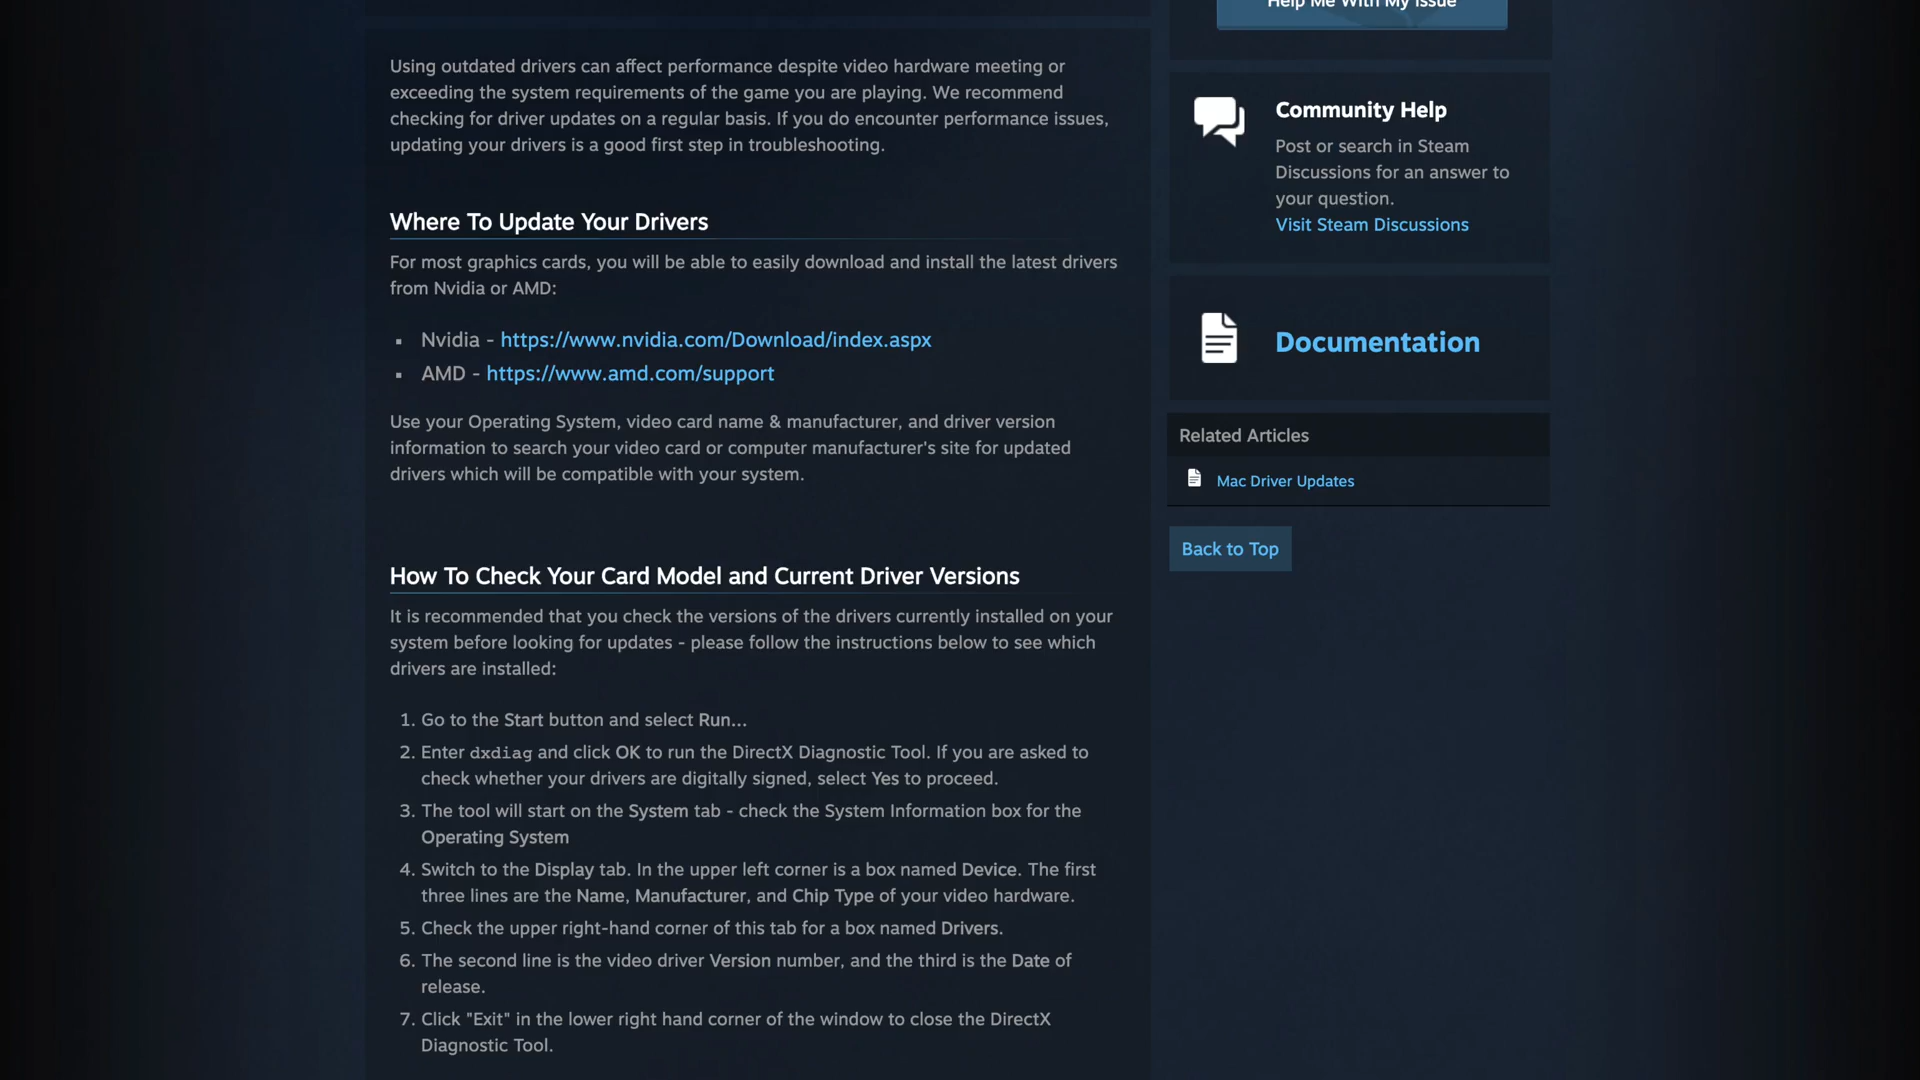 Help Me With My Issue
Using outdated drivers can affect performance despite video hardware meeting or
exceeding the system requirements of the game you are playing. We recommend
checking for driver updates on a regular basis. If you do encounter performance issues,
updating your drivers is a good first step in troubleshooting.
Where To Update Your Drivers
For most graphics cards, you will be able to easily download and install the latest drivers
from Nvidia or AMD:
▪ Nvidia - https://www.nvidia.com/Download/index.aspx
▪ AMD - https://www.amd.com/support
Use your Operating System, video card name & manufacturer, and driver version
information to search your video card or computer manufacturer's site for updated
drivers which will be compatible with your system.
How To Check Your Card Model and Current Driver Versions
It is recommended that you check the versions of the drivers currently installed on your
system before looking for updates - please follow the instructions below to see which
drivers are installed:
1. Go to the Start button and select Run...
2. Enter dxdiag and click OK to run the DirectX Diagnostic Tool. If you are asked to
check whether your drivers are digitally signed, select Yes to proceed.
3. The tool will start on the System tab - check the System Information box for the
Operating System
4. Switch to the Display tab. In the upper left corner is a box named Device. The first
three lines are the Name, Manufacturer, and Chip Type of your video hardware.
5. Check the upper right-hand corner of this tab for a box named Drivers.
6. The second line is the video driver Version number, and the third is the Date of
release.
7. Click "Exit" in the lower right hand corner of the window to close the DirectX
Diagnostic Tool.
Community Help
Post or search in Steam
Discussions for an answer to
your question.
Visit Steam Discussions
Documentation
Related Articles
Mac Driver Updates
Back to Top